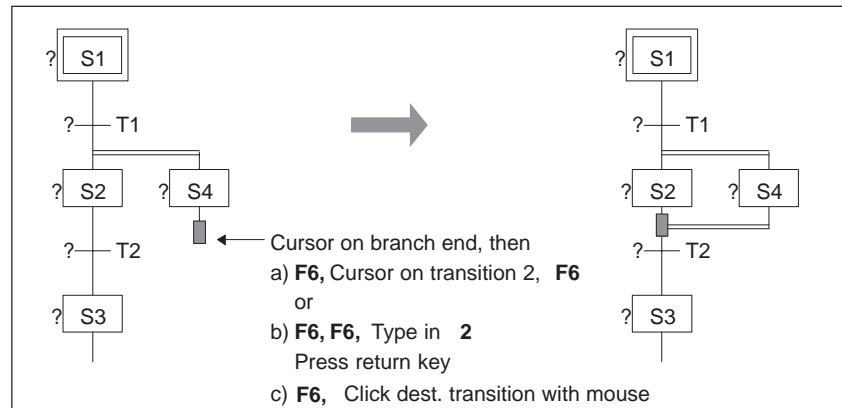 ? S1
? T1
? S2
? S4
? T2
? S3
Cursor on branch end, then
a) F6, Cursor on transition 2, F6
or
b) F6, F6, Type in 2
Press return key
c) F6, Click dest. transition with mouse
? S1
? T1
? S2
? S4
? T2
? S3